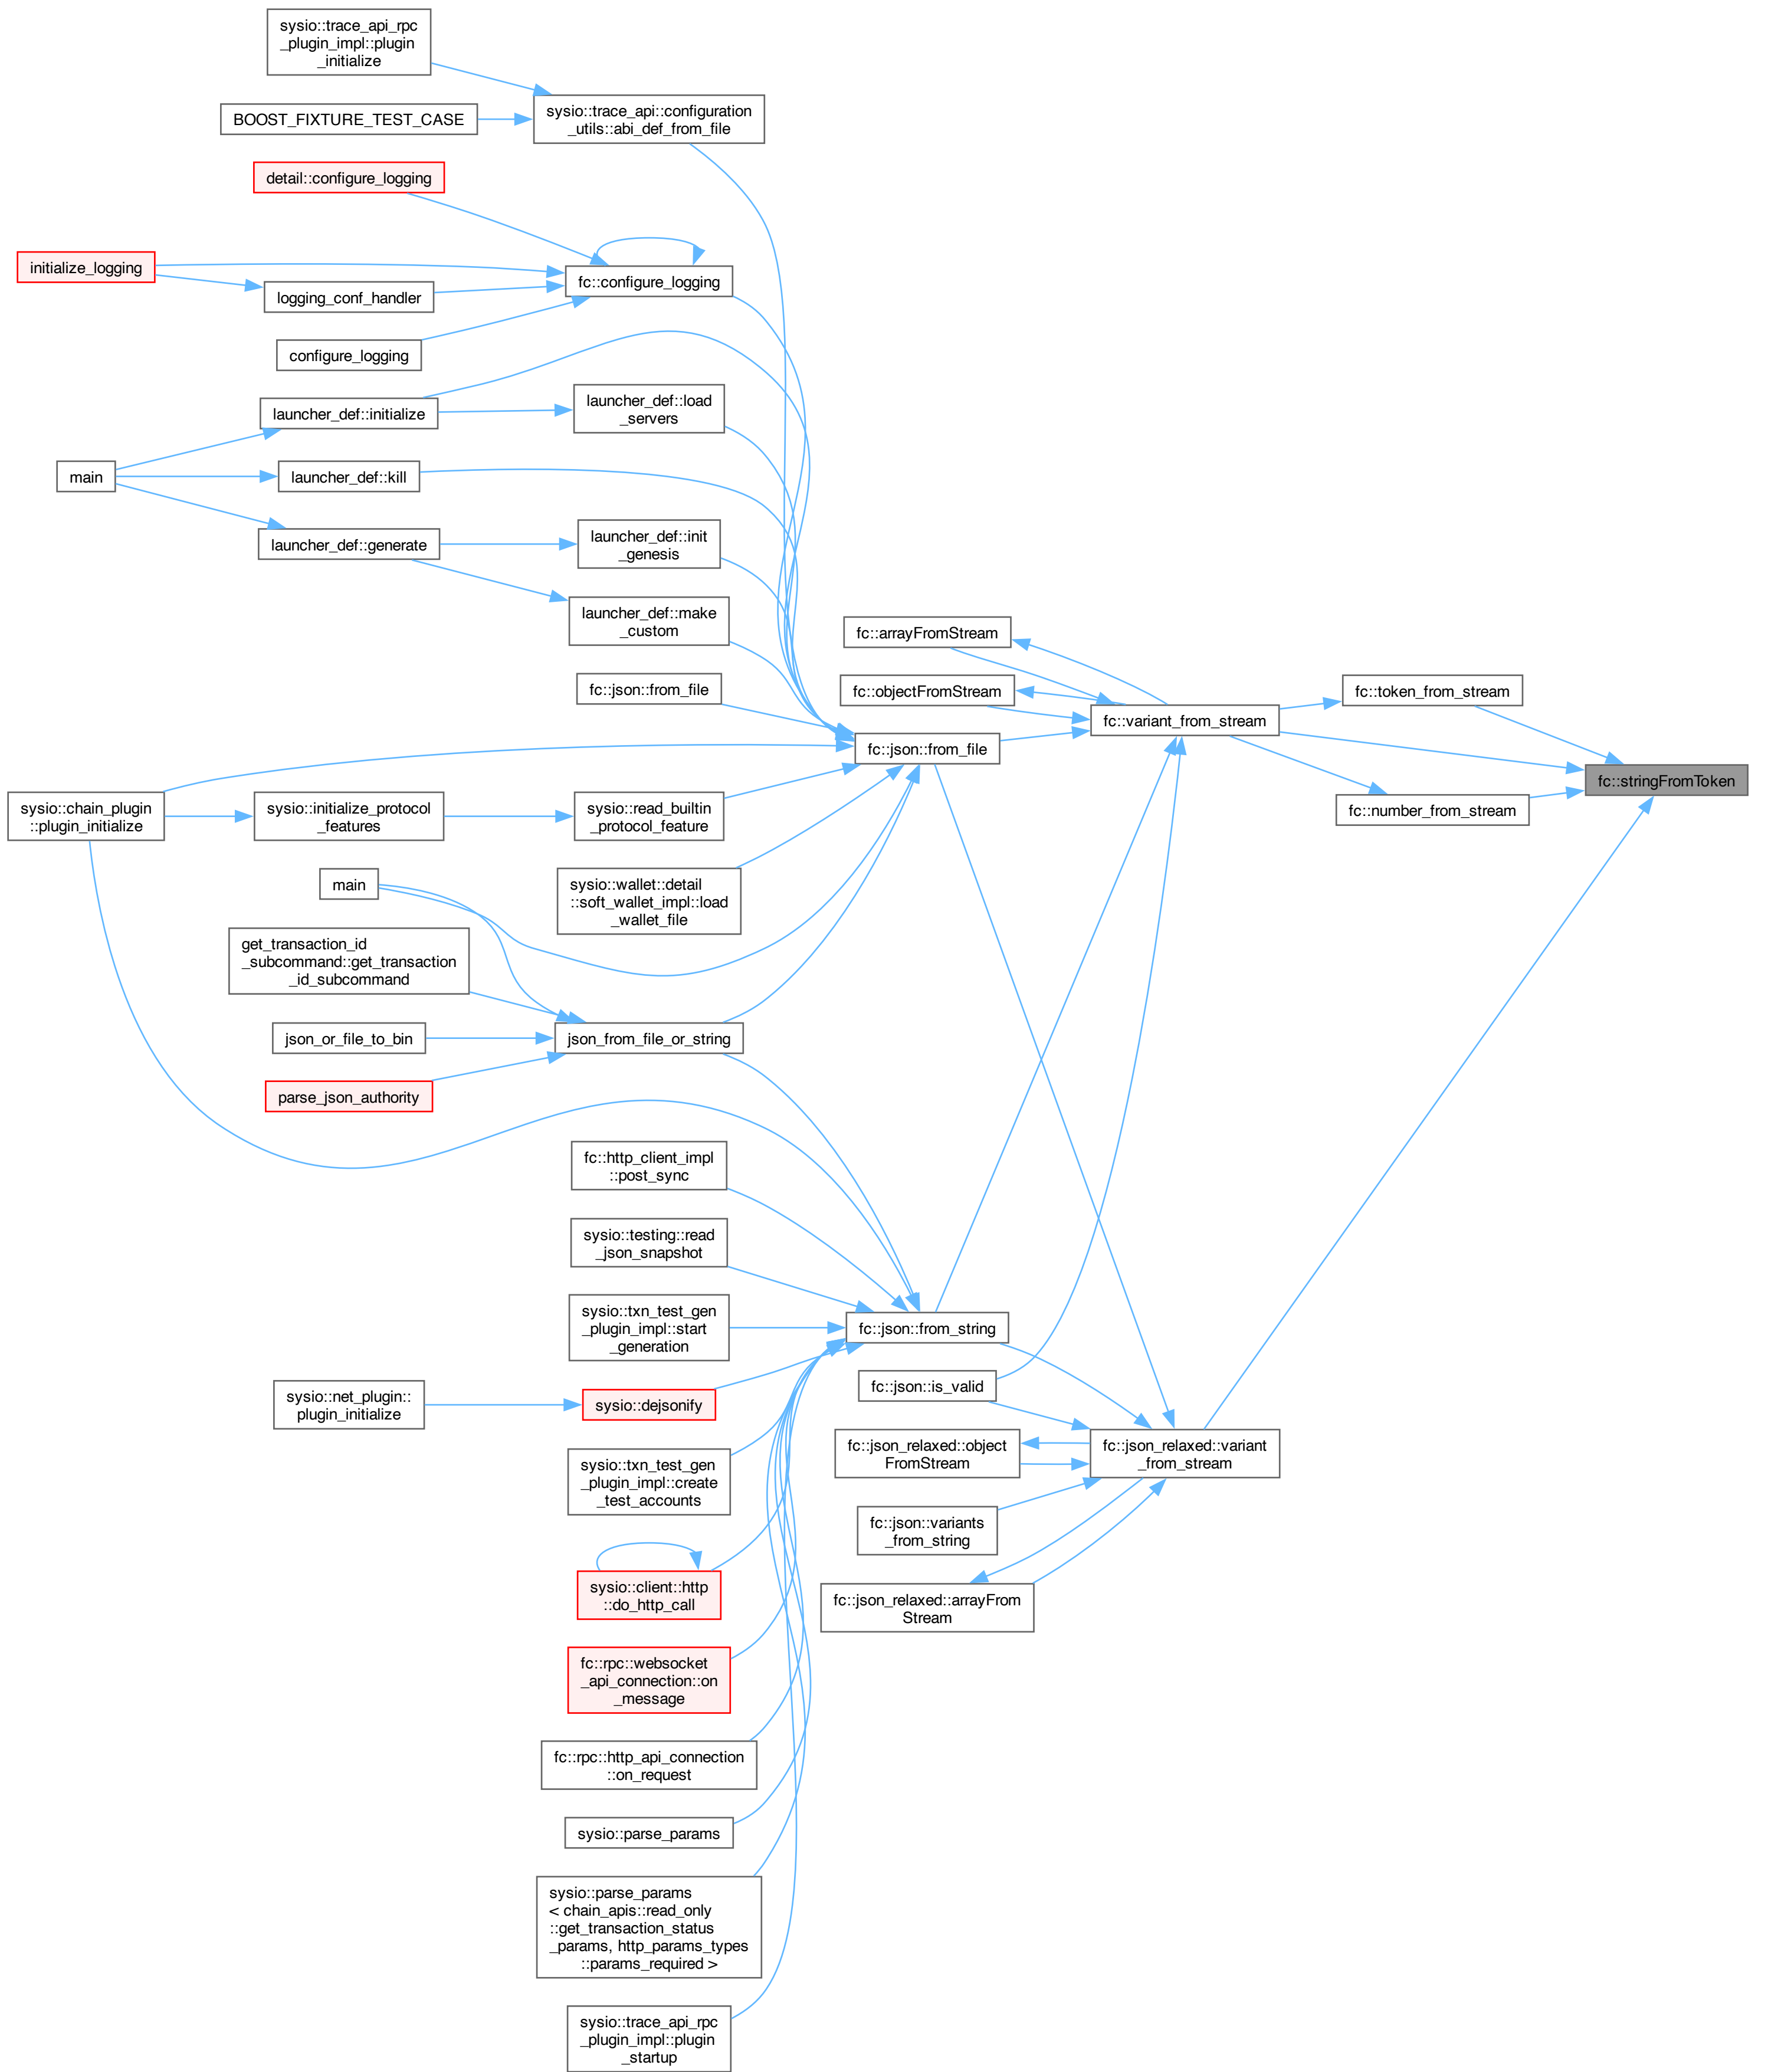 sysio::trace_api_rpc
_plugin_impl::plugin
_initialize
BOOST_FIXTURE_TEST_CASE
sysio::trace_api::configuration
_utils::abi_def_from_file
detail::configure_logging
initialize_logging
fc::configure_logging
logging_conf_handler
configure_logging
launcher_def::initialize
launcher_def::load
_servers
main
launcher_def::kill
launcher_def::generate
launcher_def::init
_genesis
launcher_def::make
_custom
fc::json::from_file
fc::arrayFromStream
fc::objectFromStream
fc::variant_from_stream
fc::token_from_stream
fc::stringFromToken
fc::number_from_stream
fc::json::from_file
sysio::chain_plugin
::plugin_initialize
sysio::initialize_protocol
_features
sysio::read_builtin
_protocol_feature
main
sysio::wallet::detail
::soft_wallet_impl::load
_wallet_file
get_transaction_id
_subcommand::get_transaction
_id_subcommand
json_or_file_to_bin
json_from_file_or_string
parse_json_authority
fc::http_client_impl
::post_sync
sysio::testing::read
_json_snapshot
sysio::txn_test_gen
_plugin_impl::start
_generation
fc::json::from_string
fc::json::is_valid
sysio::net_plugin::
plugin_initialize
sysio::dejsonify
fc::json_relaxed::object
FromStream
fc::json_relaxed::variant
_from_stream
sysio::txn_test_gen
_plugin_impl::create
_test_accounts
fc::json::variants
_from_string
sysio::client::http
::do_http_call
fc::json_relaxed::arrayFrom
Stream
fc::rpc::websocket
_api_connection::on
_message
fc::rpc::http_api_connection
::on_request
sysio::parse_params
sysio::parse_params
< chain_apis::read_only
::get_transaction_status
_params, http_params_types
::params_required >
sysio::trace_api_rpc
_plugin_impl::plugin
_startup